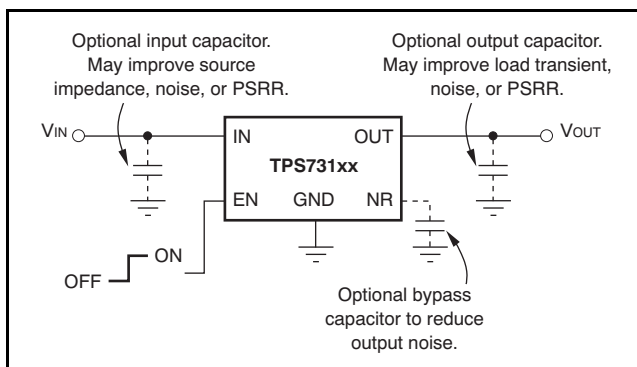 Optional input capacitor.
May improve source
impedance, noise, or PSRR.
Optional output capacitor.
May improve load transient,
noise, or PSRR.
VIN
IN
OUT
VOUT
TPS731xx
EN
GND
NR
ON
OFF
Optional bypass
capacitor to reduce
output noise.